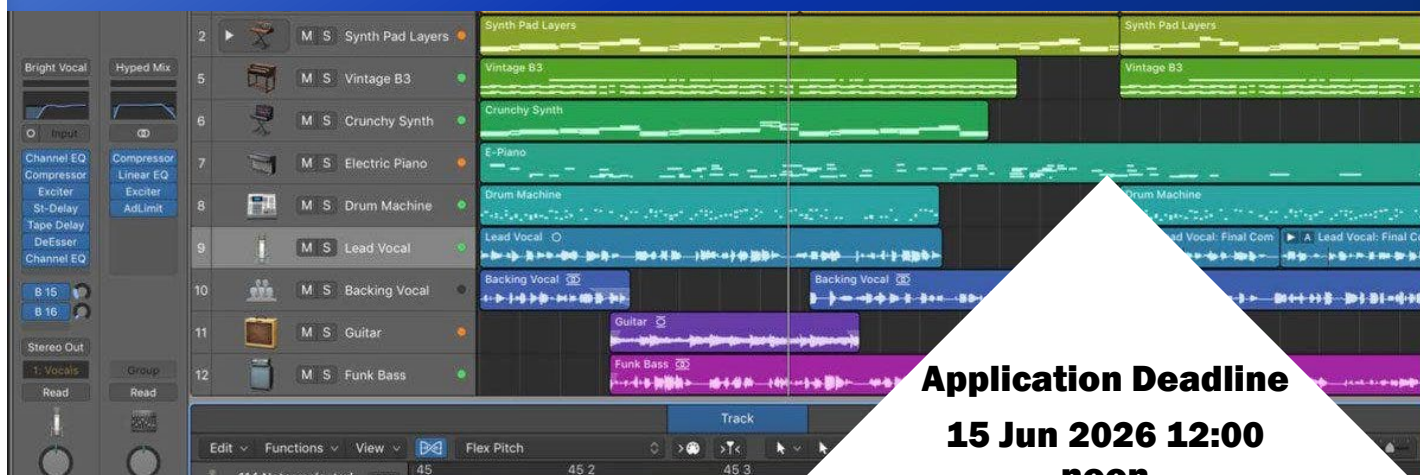 Bright Vocal
Hyped Mix
Input
Channel EQ
Compressor
Exciter
St-Delay
Tape Delay
DeEsser
Channel EQ
Compressor
Linear EQ
Exciter
AdLimit
B 15
B 16
Stereo Out
1: Vocals
Group
Read
Read
2 M S Synth Pad Layers
5 M S Vintage B3
6 M S Crunchy Synth
7 M S Electric Piano
8 M S Drum Machine
9 M S Lead Vocal
10 M S Backing Vocal
11 M S Guitar
12 M S Funk Bass
Synth Pad Layers
Synth Pad Layers
Vintage B3
Vintage B3
Crunchy Synth
E-Piano
Drum Machine
Drum Machine
Lead Vocal
Vocal: Final Com
A Lead Vocal: Final
Backing Vocal
Backing Vocal
Guitar
Funk Bass
Track
Edit Functions View Flex Pitch
45
45 2
45 3
Application Deadline
15 Jun 2026 12:00
noon